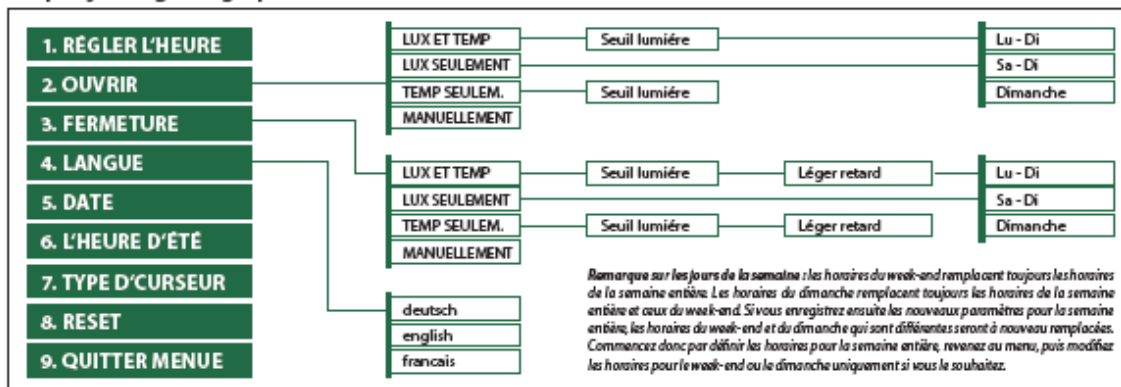 1. RÉGLER L'HEURE
2. OUVRIR
3. FERMETURE
4. LANGUE
5. DATE
6. L'HEURE D'ÉTÉ
7. TYPE D'CURSEUR
8. RESET
9. QUITTER MENUE
LUX ET TEMP
Seuil lumiére
Lu - Di
LUX SEULEMENT
Sa - Di
TEMP SEULEM.
Seuil lumiére
Dimanche
MANUELLEMENT
LUX ET TEMP
Seuil lumiére
Léger retard
Lu - Di
LUX SEULEMENT
Sa - Di
TEMP SEULEM.
Seuil lumiére
Léger retard
Dimanche
MANUELLEMENT
deutsch
english
francais
Remarque sur les jours de la semaine : les horaires du week-end remplacent toujours les horaires
de la semaine entière. Les horaires du dimanche remplacent toujours les horaires de la semaine
entière et ceux du week-end. Si vous enregistrez ensuite les nouveaux paramètres pour la semaine
entière, les horaires du week-end et du dimanche qui sont différentes seront à nouveau remplacées.
Commencez donc par définir les horaires pour la semaine entière, revenez au menu, puis modifiez
les horaires pour le week-end ou le dimanche uniquement si vous le souhaitez.